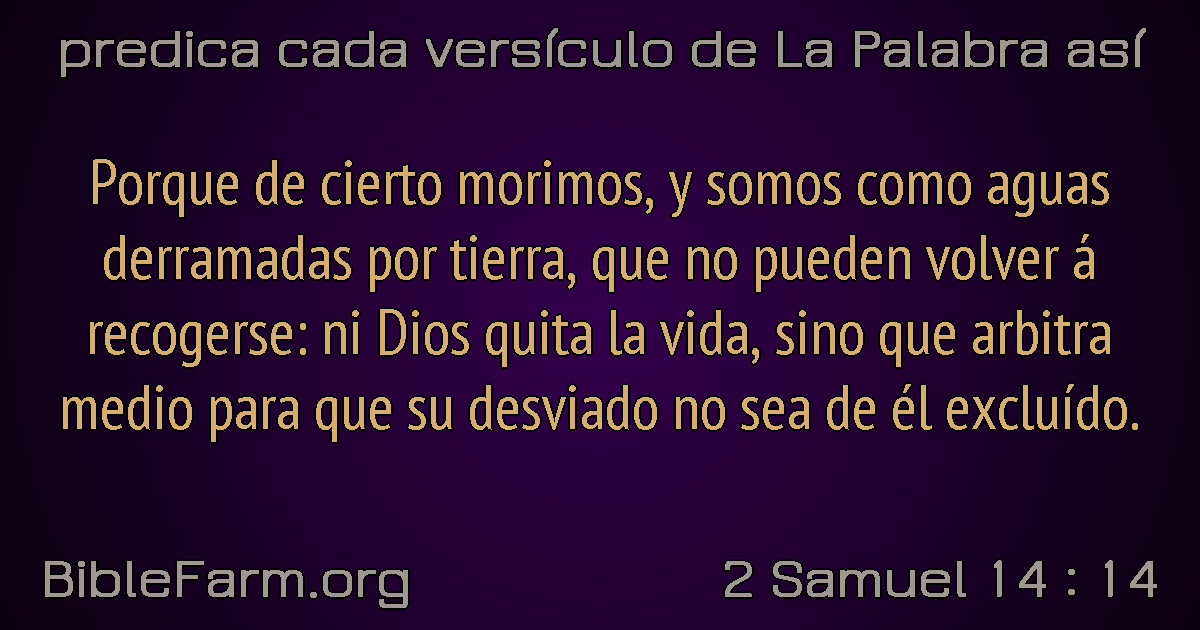 predica cada versículo de La Palabra así
Porque de cierto morimos, y somos como aguas
derramadas por tierra, que no pueden volver á
recogerse: ni Dios quita la vida, sino que arbitra
medio para que su desviado no sea de él excluído.
BibleFarm.org
2 Samuel 14 : 14